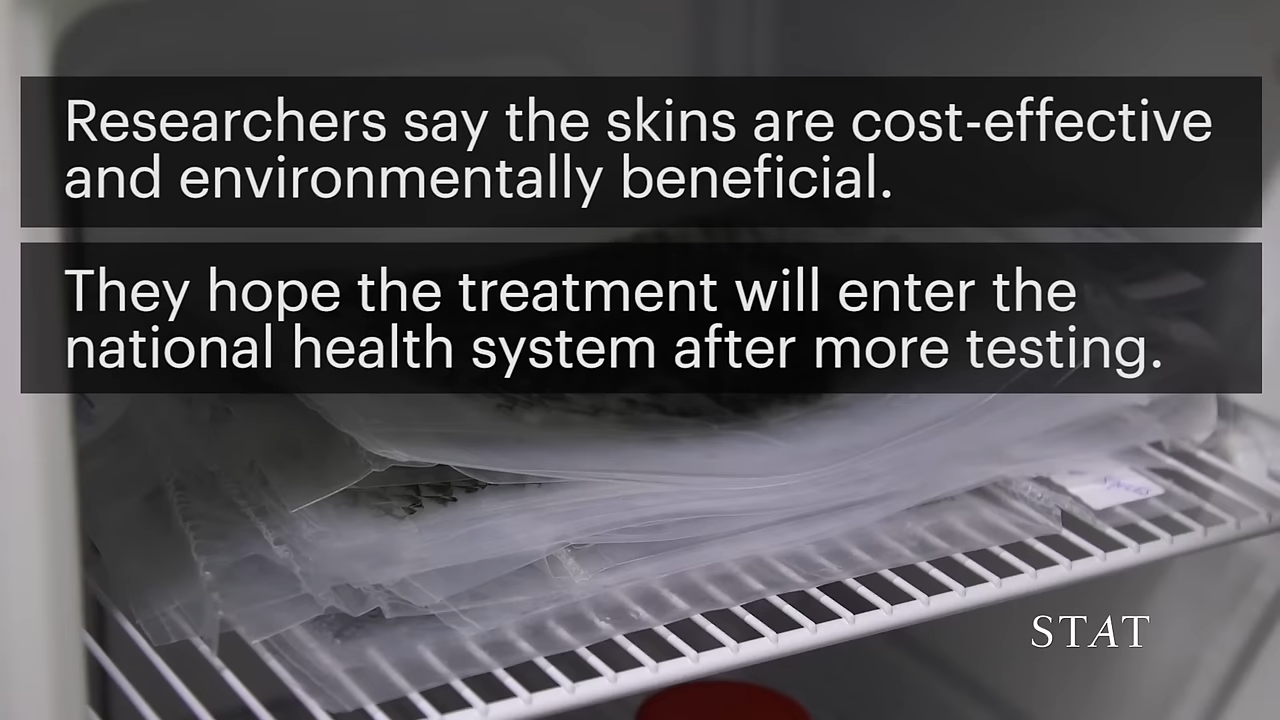 Researchers say the skins are cost-effective
and environmentally beneficial.
They hope the treatment will enter the
national health system after more testing.
STAT